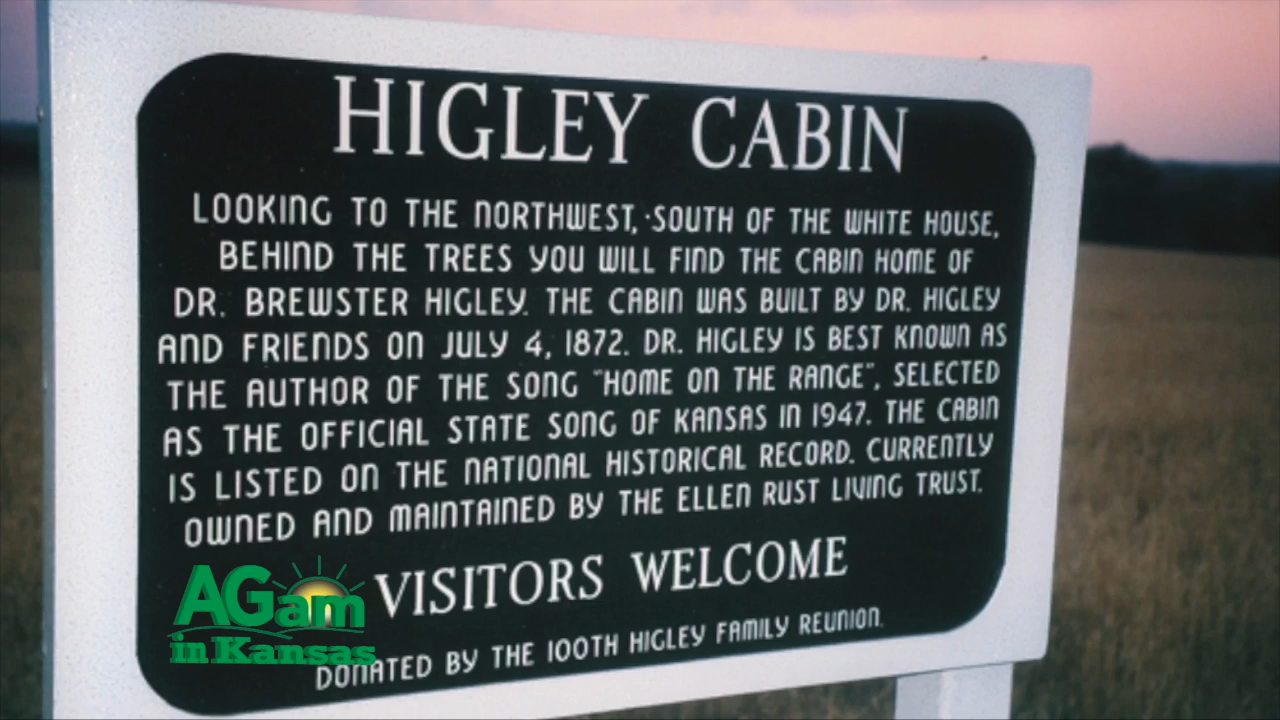 HIGLEY CABIN
LOOKING TO THE NORTHWEST, SOUTH OF THE WHITE HOUSE,
BEHIND THE TREES YOU WILL FIND THE CABIN HOME OF
DR. BREWSTER HIGLEY. THE CABIN WAS BUILT BY DR. HIGLEY
AND FRIENDS ON JULY 4, 1872. DR. HIGLEY IS BEST KNOWN AS
THE AUTHOR OF THE SONG "HOME ON THE RANGE", SELECTED
AS THE OFFICIAL STATE SONG OF KANSAS IN 1947. THE CABIN
IS LISTED ON THE NATIONAL HISTORICAL RECORD. CURRENTLY
OWNED AND MAINTAINED BY THE ELLEN RUST LIVING TRUST.
VISITORS WELCOME
DONATED BY THE 100TH HIGLEY FAMILY REUNION.
AGam
in Kansas